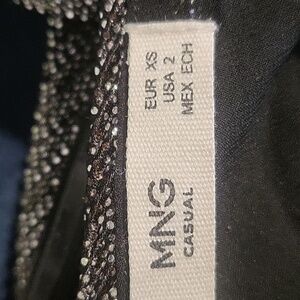 EUR XS
USA 2
MEX ECH
MNG
CASUAL